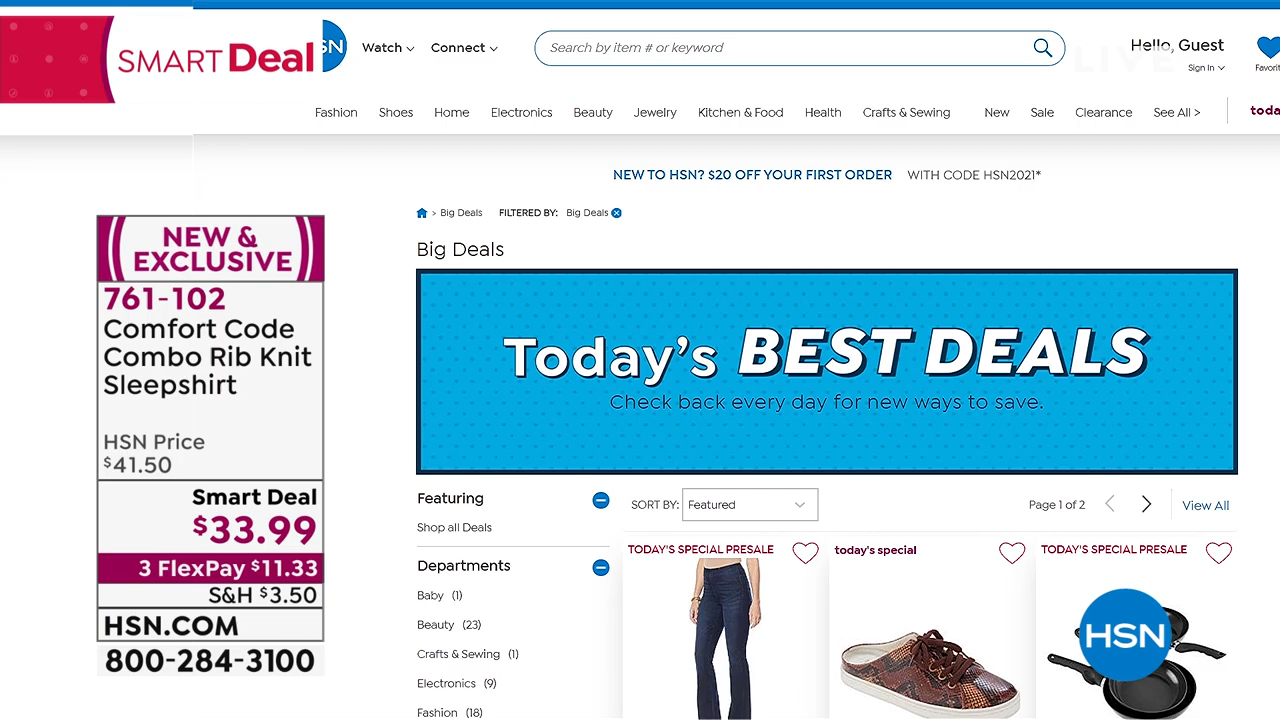 SMART Deal
SN
Watch
Connect
Search by item # or keyword
LIVE
Hello, Guest
Sign In
Favorit
Fashion
Shoes
Home
Electronics
Beauty
Jewelry
Kitchen & Food
Health
Crafts & Sewing
New
Sale
Clearance
See All >
toda
NEW TO HSN? $20 OFF YOUR FIRST ORDER WITH CODE HSN2021*
> Big Deals FILTERED BY: Big Deals
Big Deals
NEW &
EXCLUSIVE
761-102
Comfort Code
Combo Rib Knit
Sleepshirt
HSN Price
$41.50
Smart Deal
$33.99
3 FlexPay $11.33
S&H $3.50
HSN.COM
800-284-3100
Today's BEST DEALS
Check back every day for new ways to save.
Featuring
Shop all Deals
Departments
Baby (1)
Beauty (23)
Crafts & Sewing (1)
Electronics (9)
Fashion (18)
SORT BY: Featured
Page 1 of 2
View All
TODAY'S SPECIAL PRESALE
today's special
TODAY'S SPECIAL PRESALE
HSN